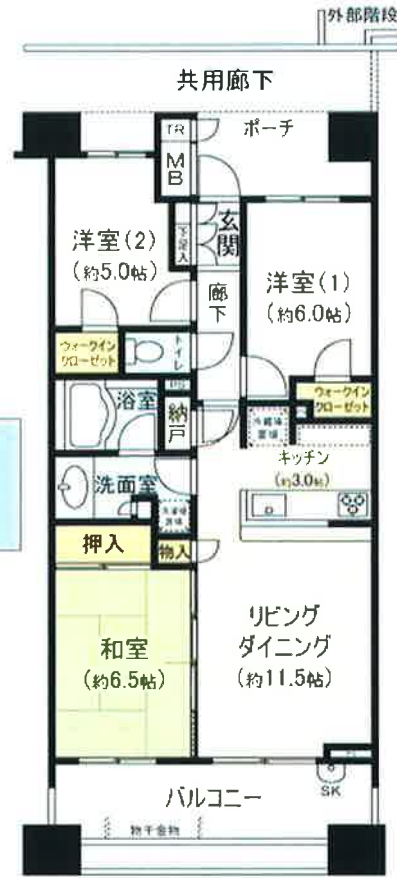 外部階段
共用廊下
ポーチ
TR
MB
玄関
下足入
洋室(2)
(約5.0帖)
廊下
洋室(1)
(約6.0帖)
トイレ
ウォークイン
クローゼット
ウォークイン
クローゼット
浴室
納戸
冷蔵庫
置場
キッチン
(約3.0帖)
洗面室
洗濯機
置場
押入
物入
和室
(約6.5帖)
リビング
ダイニング
(約11.5帖)
SK
バルコニー
物干金物